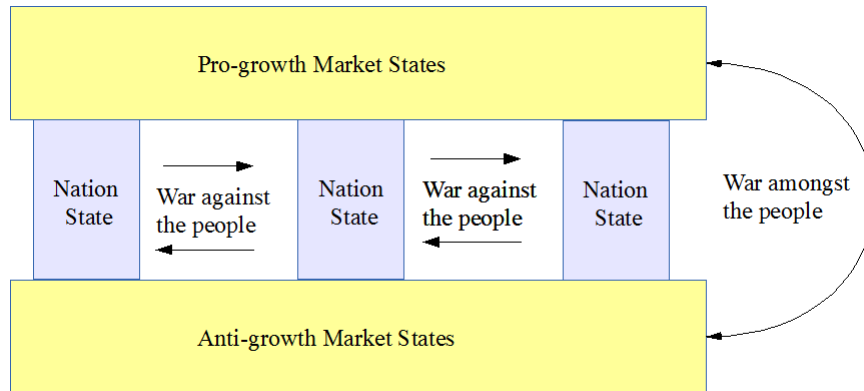 Pro-growth Market States
Nation
State
War against
the people
Nation
State
War against
the people
Nation
State
War amongst
the people
Anti-growth Market States